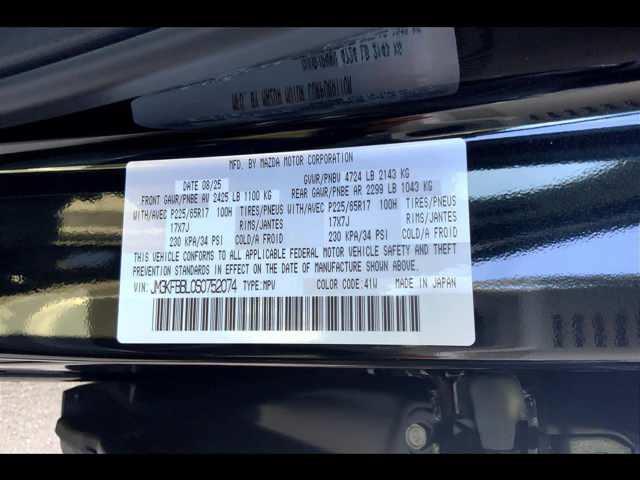 MFD. BY MAZDA MOTOR CORPORATION
DATE 08/25 GVWR/PNBV 4724 LB 2143 KG
FRONT GAWR/PNBE AV 2425 LB 1100 KG REAR GAWR/PNBE AR 2299 LB 1043 KG
WITH/AVEC P225/65R17 100H TIRES/PNEUS WITH/AVEC P225/65R17 100H TIRES/PNEUS
17X7J RIMS/JANTES 17X7J RIMS/JANTES
230 KPA/34 PSI COLD/A FROID 230 KPA/34 PSI COLD/A FROID
THIS VEHICLE CONFORMS TO ALL APPLICABLE FEDERAL MOTOR VEHICLE SAFETY AND THEFT
PREVENTION STANDARDS IN EFFECT ON THE DATE OF MANUFACTURE SHOWN ABOVE.
VIN: JM3KFBBL0S0752074 TYPE:MPV COLOR CODE:41W MADE IN JAPAN